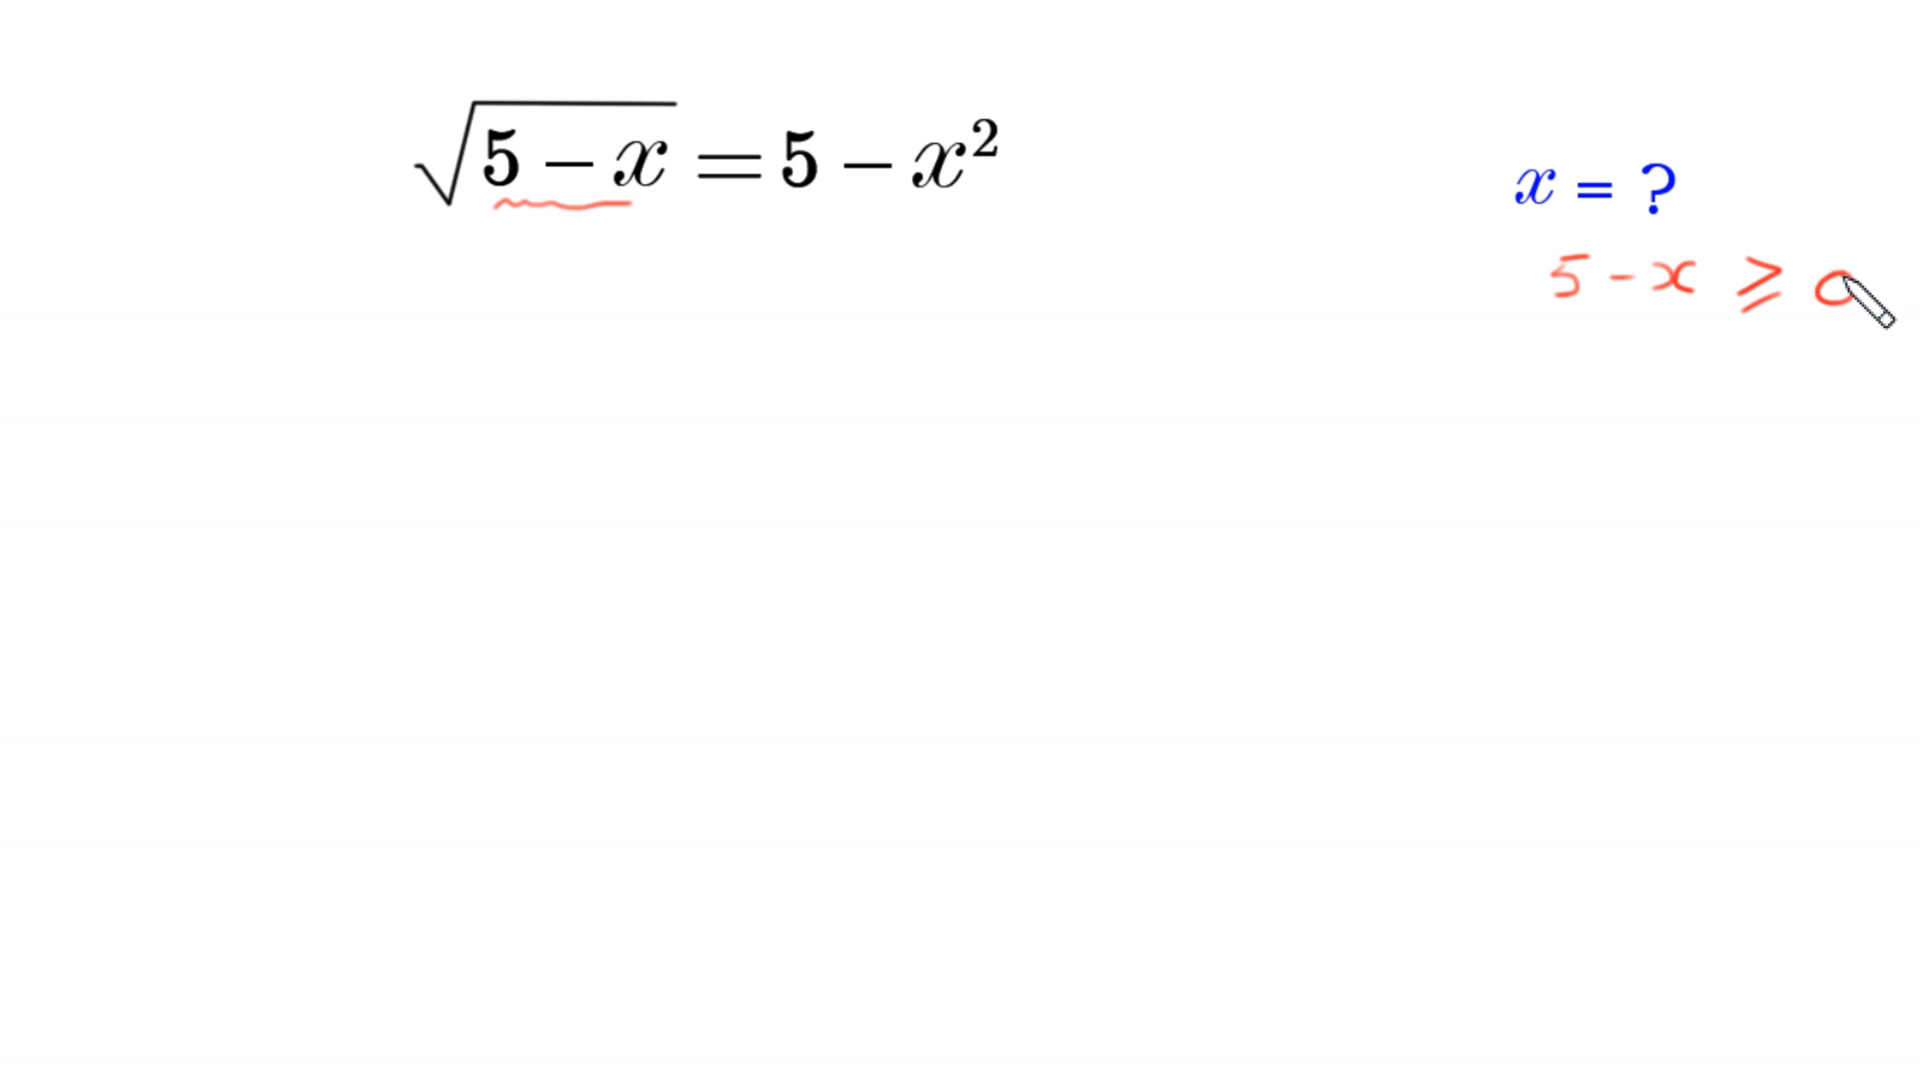 √(5 − x) = 5 − x²
x = ?
5 − x ⩾ 0